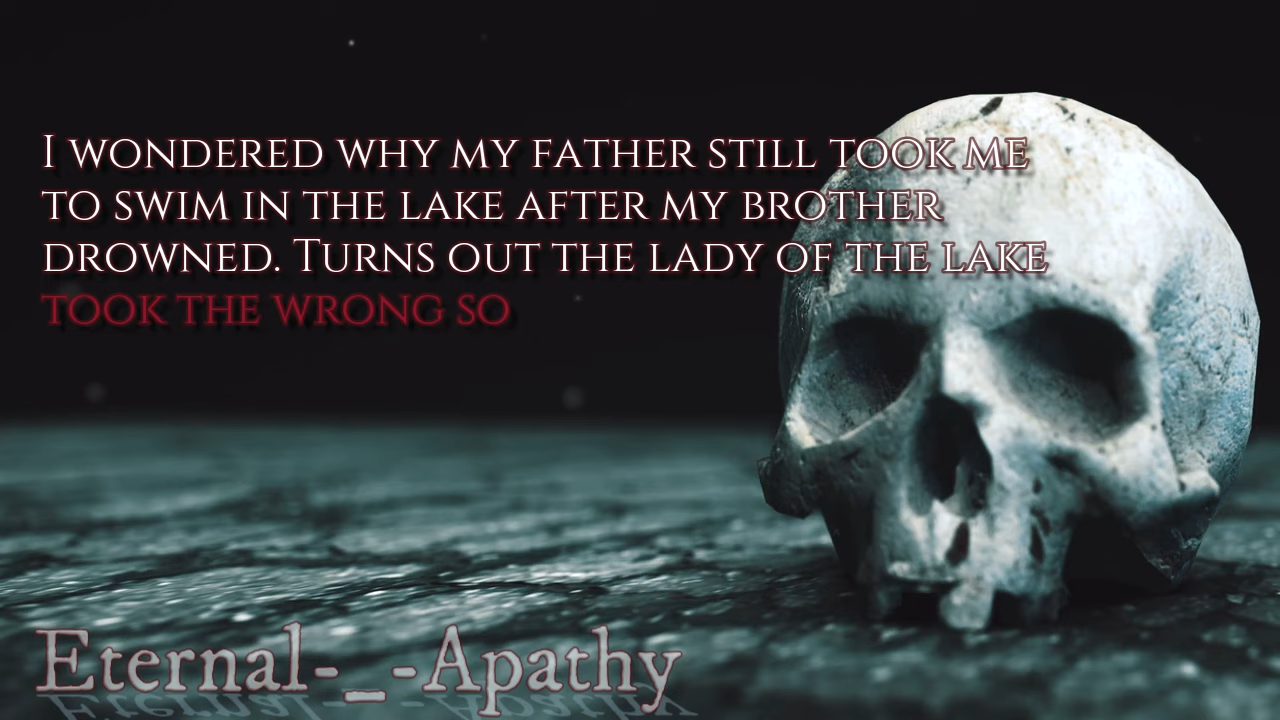 I wondered why my father still took me
to swim in the lake after my brother
drowned. Turns out the lady of the lake
took the wrong so
Eternal-_-Apathy